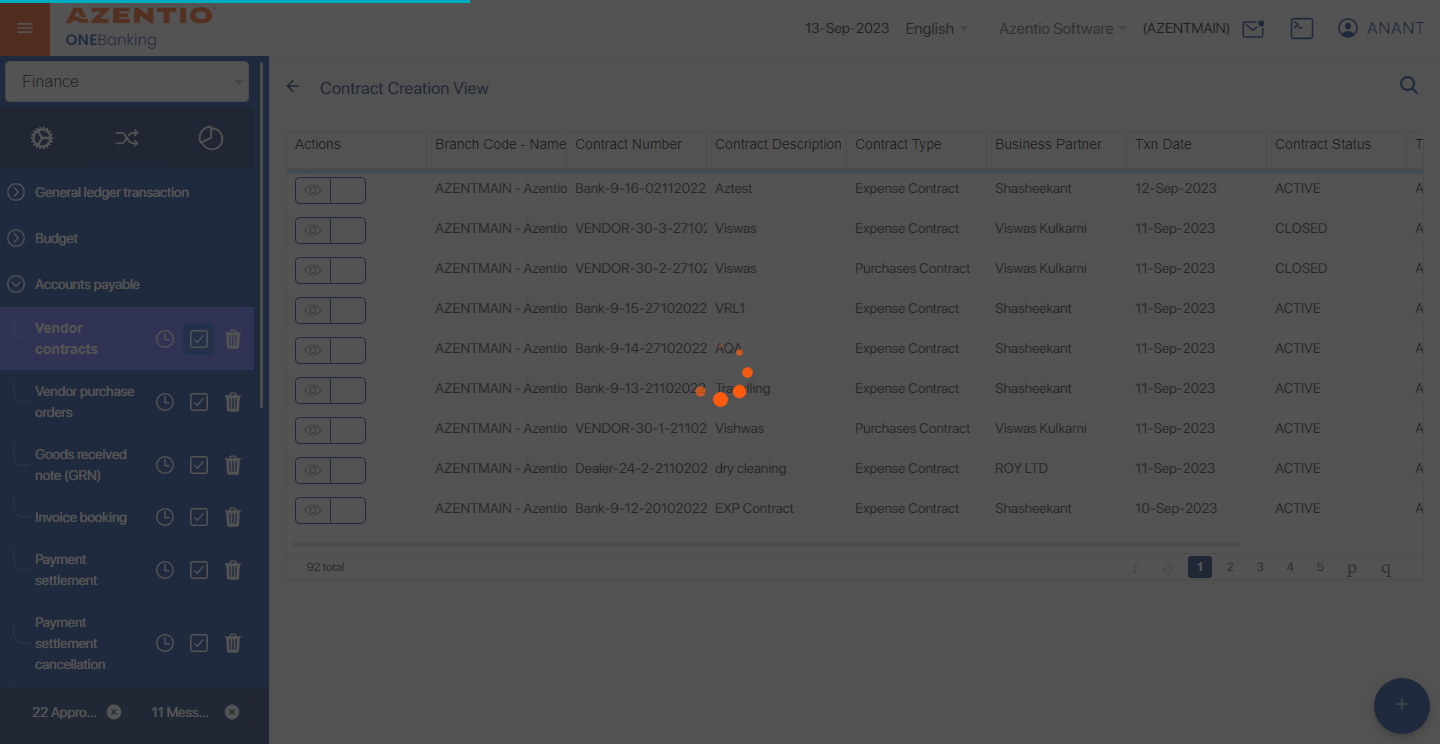 AZENTIO
ONEBanking
13-Sep-2023 English Azentio Software (AZENTMAIN) ANANT
Finance
Contract Creation View
Actions Branch Code - Name Contract Number Contract Description Contract Type Business Partner Txn Date Contract Status T
AZENTMAIN - Azentio Bank-9-16-02112022 Aztest Expense Contract Shasheekant 12-Sep-2023 ACTIVE A
AZENTMAIN - Azentio VENDOR-30-3-27102 Viswas Expense Contract Viswas Kulkarni 11-Sep-2023 CLOSED A
AZENTMAIN - Azentio VENDOR-30-2-27102 Viswas Purchases Contract Viswas Kulkarni 11-Sep-2023 CLOSED A
AZENTMAIN - Azentio Bank-9-15-27102022 VRL1 Expense Contract Shasheekant 11-Sep-2023 ACTIVE A
AZENTMAIN - Azentio Bank-9-14-27102022 AQA Expense Contract Shasheekant 11-Sep-2023 ACTIVE A
AZENTMAIN - Azentio Bank-9-13-21102022 Travelling Expense Contract Shasheekant 11-Sep-2023 ACTIVE A
AZENTMAIN - Azentio VENDOR-30-1-21102 Vishwas Purchases Contract Viswas Kulkarni 11-Sep-2023 ACTIVE A
AZENTMAIN - Azentio Dealer-24-2-2110202 dry cleaning Expense Contract ROY LTD 11-Sep-2023 ACTIVE A
AZENTMAIN - Azentio Bank-9-12-20102022 EXP Contract Expense Contract Shasheekant 10-Sep-2023 ACTIVE A
92 total r o 1 2 3 4 5 p q
General ledger transaction
Budget
Accounts payable
Vendor
contracts
Vendor purchase
orders
Goods received
note (GRN)
Invoice booking
Payment
settlement
Payment
settlement
cancellation
22 Appro... 11 Mess...